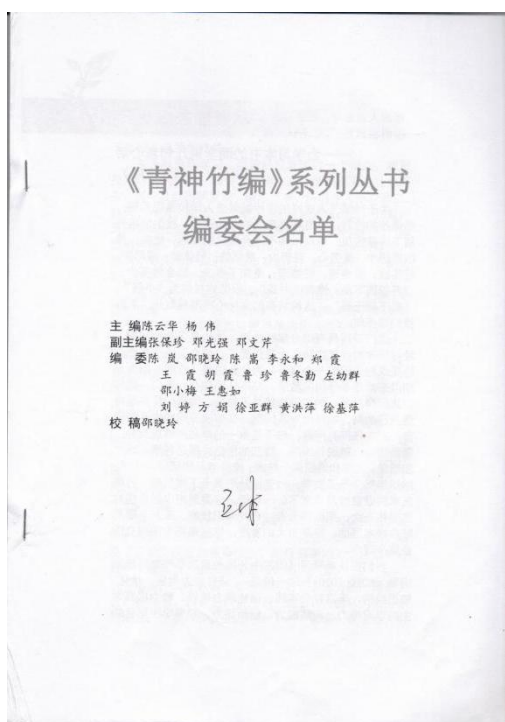 《青神竹编》系列丛书
编委会名单
主 编陈云华 杨 伟
副主编张保珍 邓光强 邓文芹
编 委陈 岚 邵晓玲 陈 嵩 李永和 郑 霞
王 霞 胡 霞 鲁 珍 鲁冬勤 左幼群
邵小梅 王惠如
刘 婷 方 娟 徐亚群 黄洪萍 徐基萍
校 稿邵晓玲